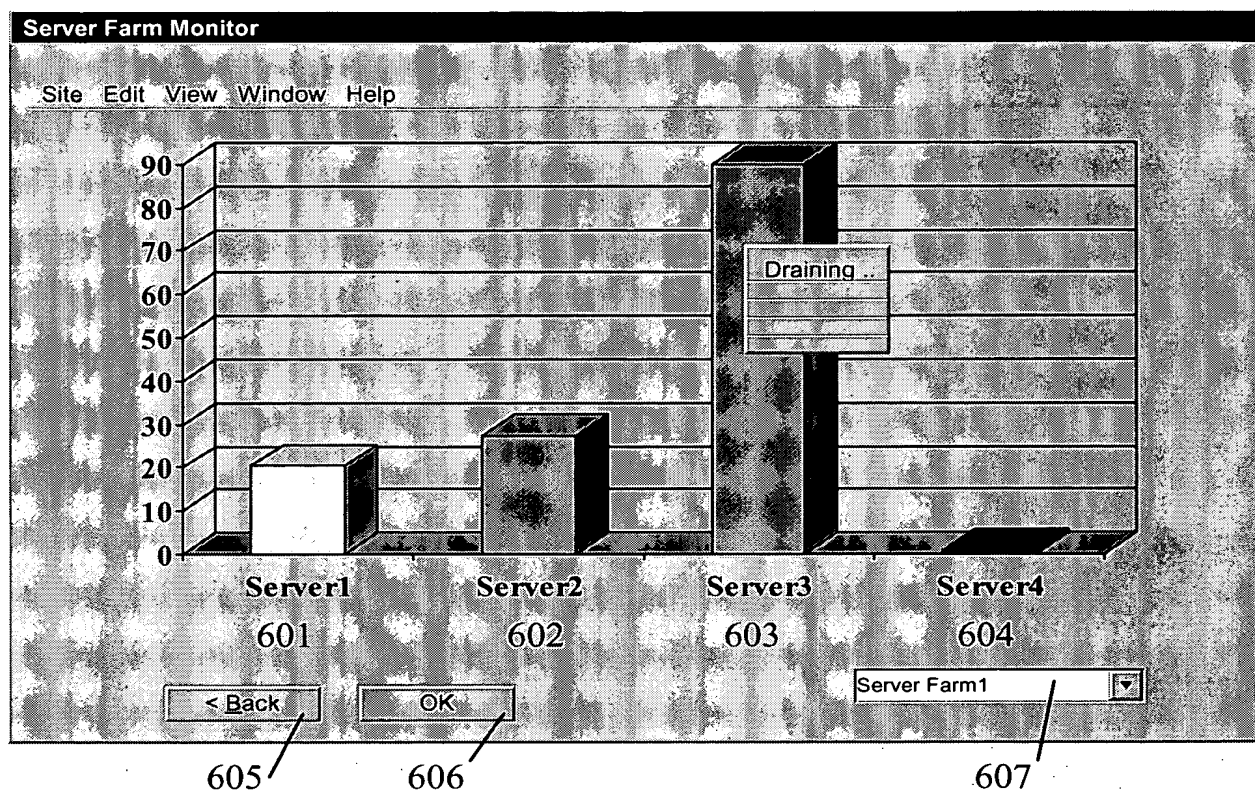 Server Farm Monitor
Site Edit View Window Help
90
80
70
60
50
40
30
20
10
0
Draining ..
Server1 Server2 Server3 Server4
601 602 603 604
< Back OK Server Farm1
605 606 607